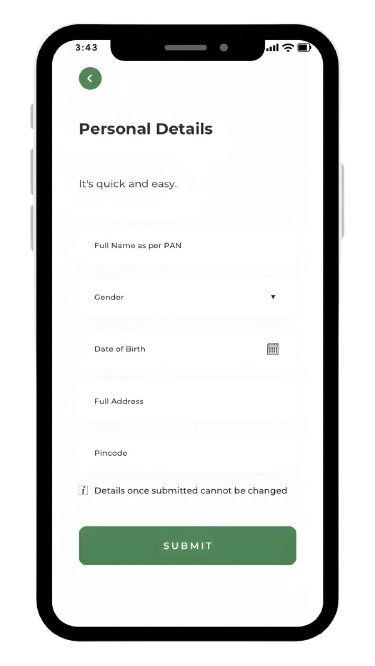 3:43
Personal Details
It's quick and easy.
Full Name as per PAN
Gender
Date of Birth
Full Address
Pincode
i Details once submitted cannot be changed
SUBMIT